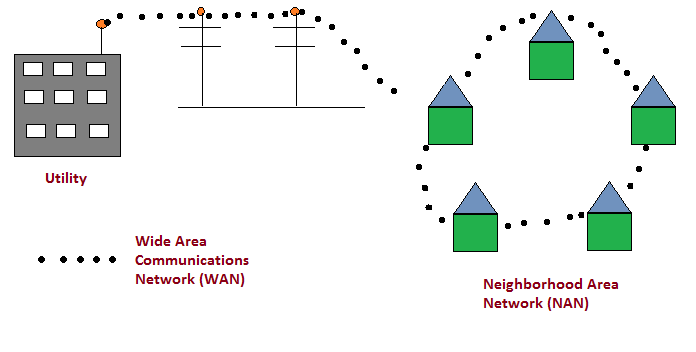 Utility
Wide Area
Communications
Network (WAN)
Neighborhood Area
Network (NAN)